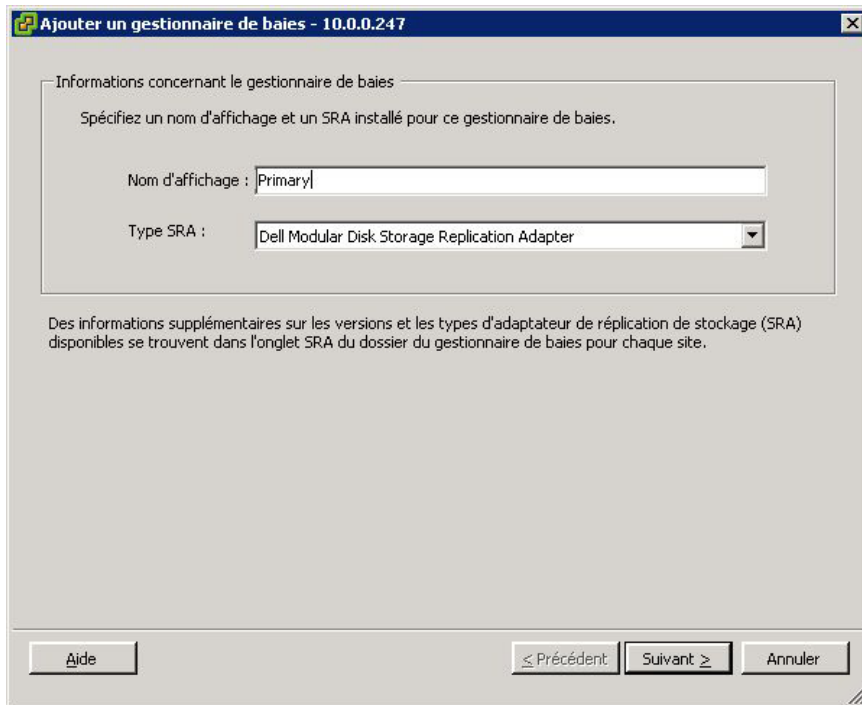 Ajouter un gestionnaire de baies - 10.0.0.247
Informations concernant le gestionnaire de baies
Spécifiez un nom d'affichage et un SRA installé pour ce gestionnaire de baies.
Nom d'affichage : Primary
Type SRA : Dell Modular Disk Storage Replication Adapter
Des informations supplémentaires sur les versions et les types d'adaptateur de réplication de stockage (SRA)
disponibles se trouvent dans l'onglet SRA du dossier du gestionnaire de baies pour chaque site.
Aide < Précédent Suivant > Annuler